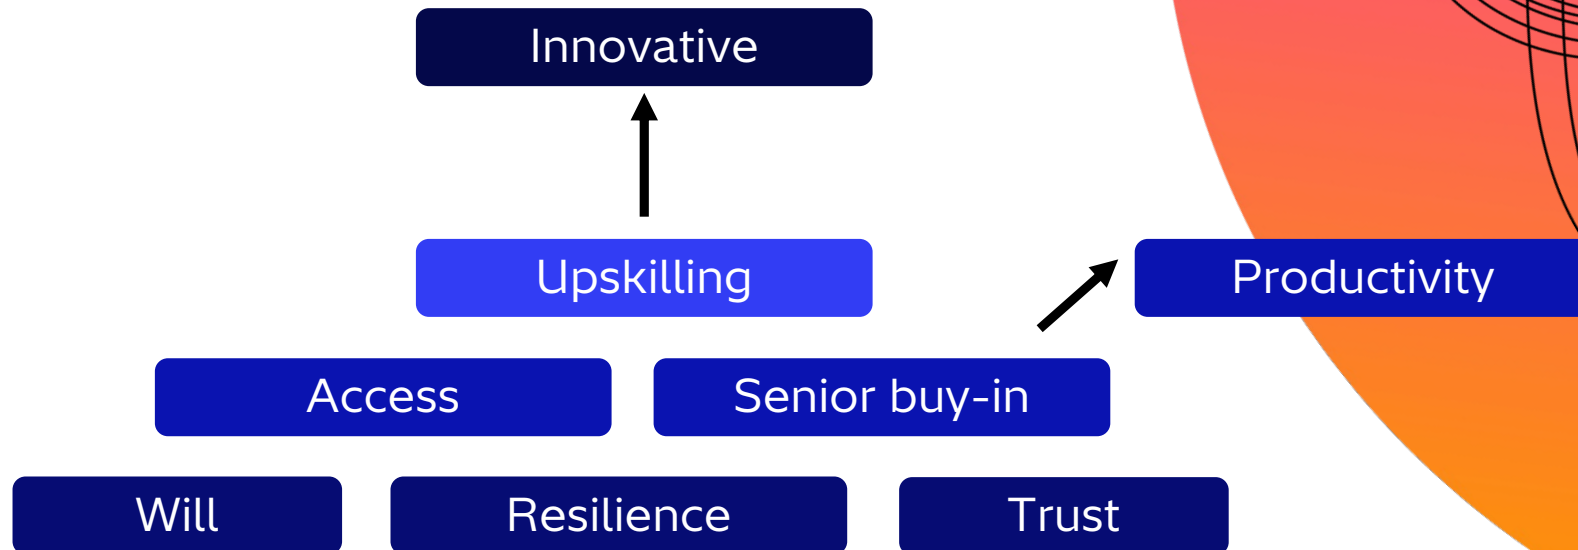 Innovative
Upskilling
Productivity
Access
Senior buy-in
Will
Resilience
Trust